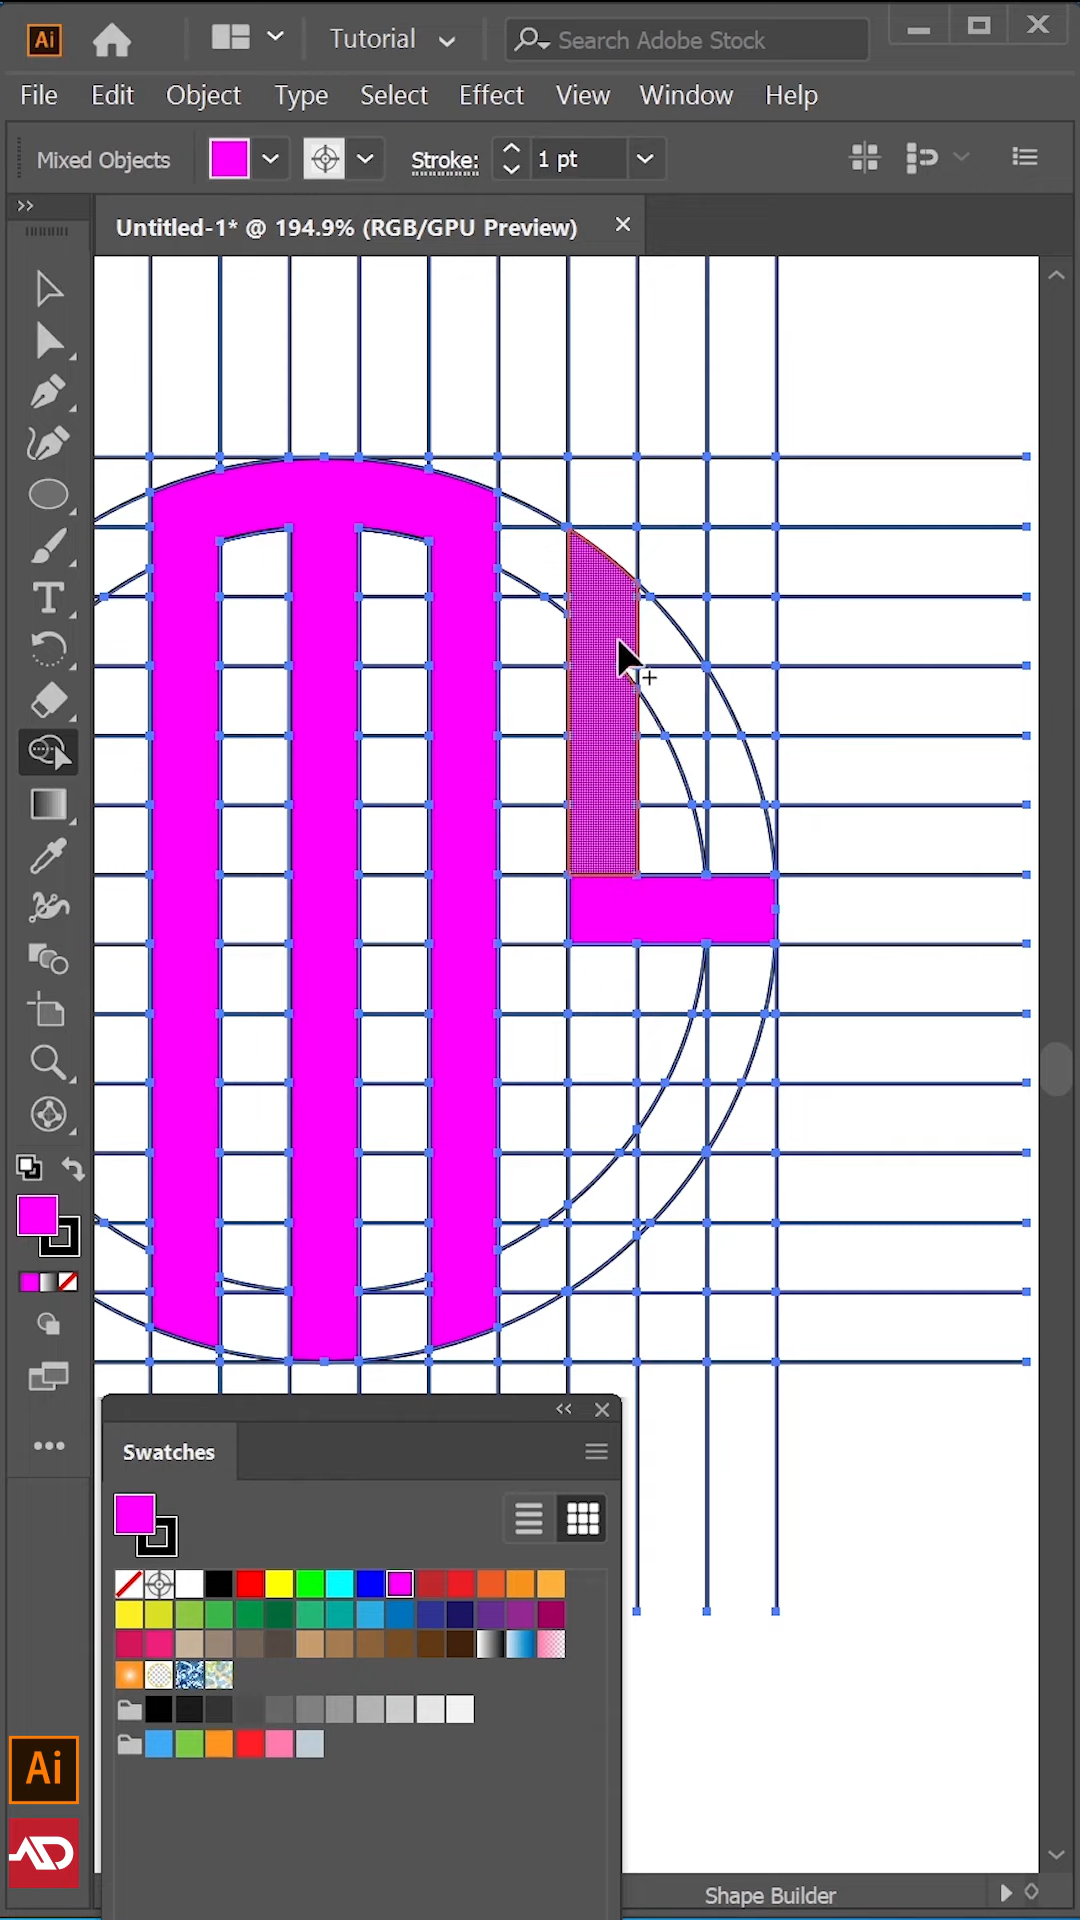 Ai Tutorial Search Adobe Stock
File Edit Object Type Select Effect View Window Help
Mixed Objects Stroke: 1 pt
Untitled-1* @ 194.9% (RGB/GPU Preview)
T
Swatches
Ai
AD
Shape Builder